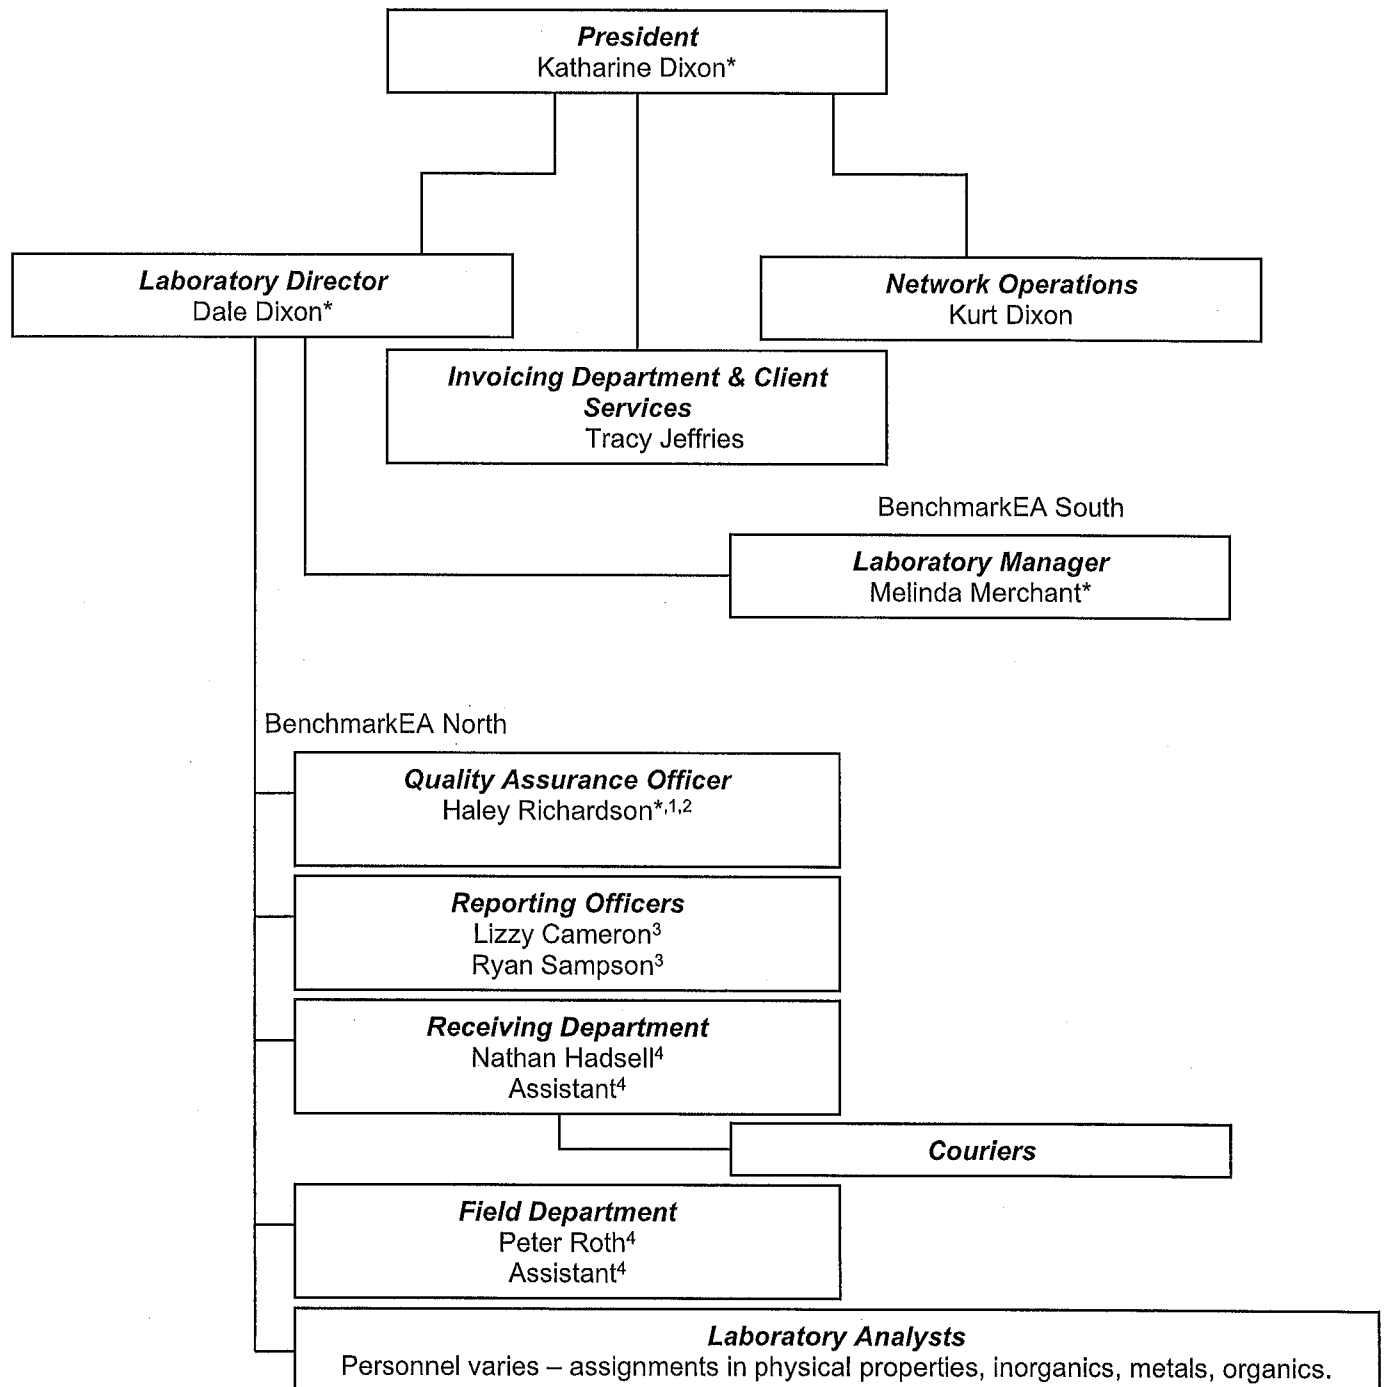 President
Katharine Dixon*
Laboratory Director
Dale Dixon*
Network Operations
Kurt Dixon
Invoicing Department & Client
Services
Tracy Jeffries
BenchmarkEA South
Laboratory Manager
Melinda Merchant*
BenchmarkEA North
Quality Assurance Officer
Haley Richardson*,1,2
Reporting Officers
Lizzy Cameron3
Ryan Sampson3
Receiving Department
Nathan Hadsell4
Assistant4
Couriers
Field Department
Peter Roth4
Assistant4
Laboratory Analysts
Personnel varies – assignments in physical properties, inorganics, metals, organics.